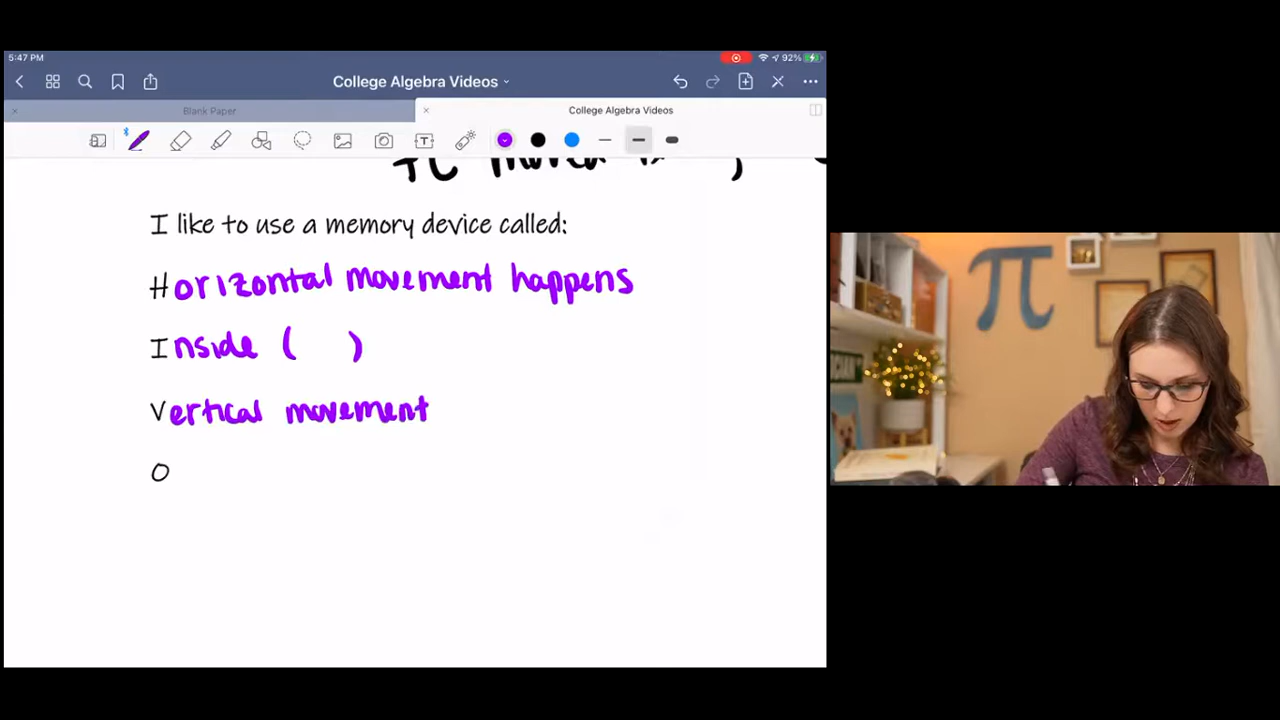 5:47 PM
92%
College Algebra Videos
Blank Paper
College Algebra Videos
I like to use a memory device called:
Horizontal movement happens
Inside ( )
Vertical movement
O
π